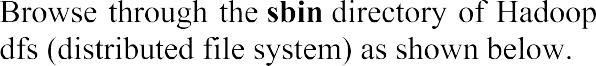 Browse through the sbin directory of Hadoop
dfs (distributed file system) as shown below.